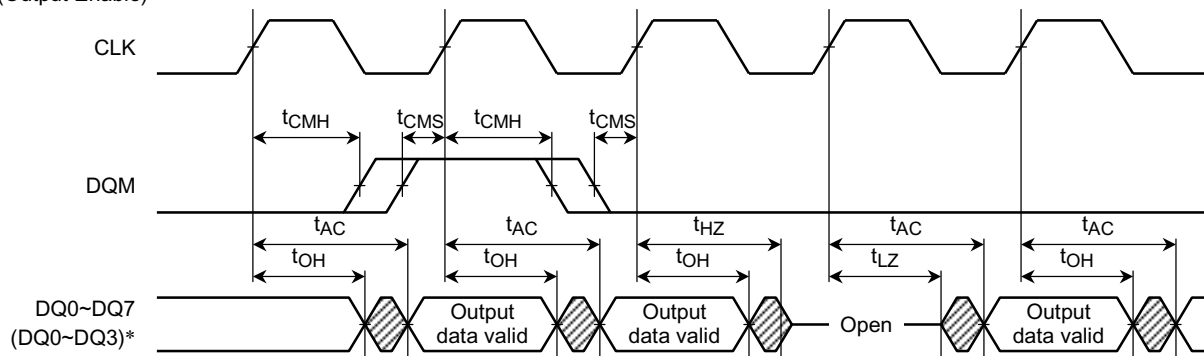 (Output Enable)
CLK
tCMH tCMS tCMH tCMS
DQM
tAC tAC tHZ tAC tAC
tOH tOH tOH tLZ tOH
DQ0~DQ7
(DQ0~DQ3)*
Output
data valid
Output
data valid
Open
Output
data valid